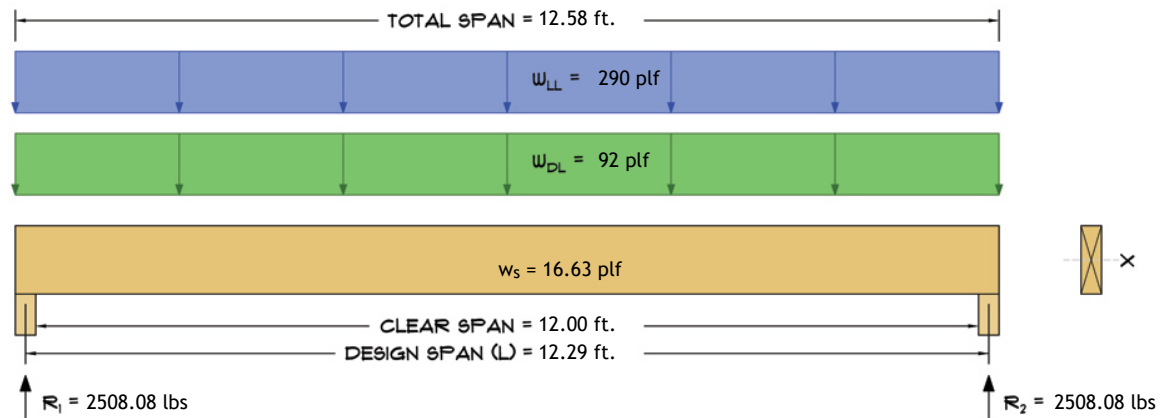 TOTAL SPAN = 12.58 ft.
wLL = 290 plf
wDL = 92 plf
ws = 16.63 plf
X
CLEAR SPAN = 12.00 ft.
DESIGN SPAN (L) = 12.29 ft.
R1 = 2508.08 lbs
R2 = 2508.08 lbs